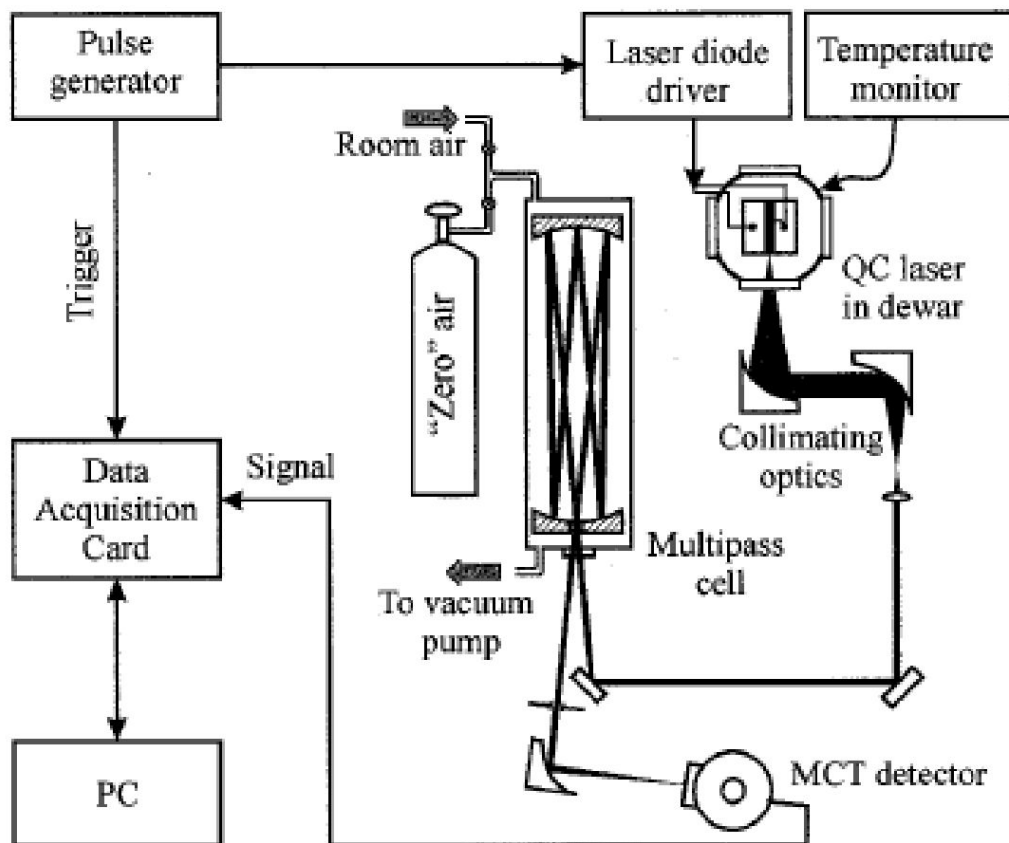 Pulse
generator
Laser diode
driver
Temperature
monitor
Room air
Trigger
"Zero" air
QC laser
in dewar
Collimating
optics
Data
Acquisition
Card
Signal
Multipass
cell
To vacuum
pump
PC
MCT detector